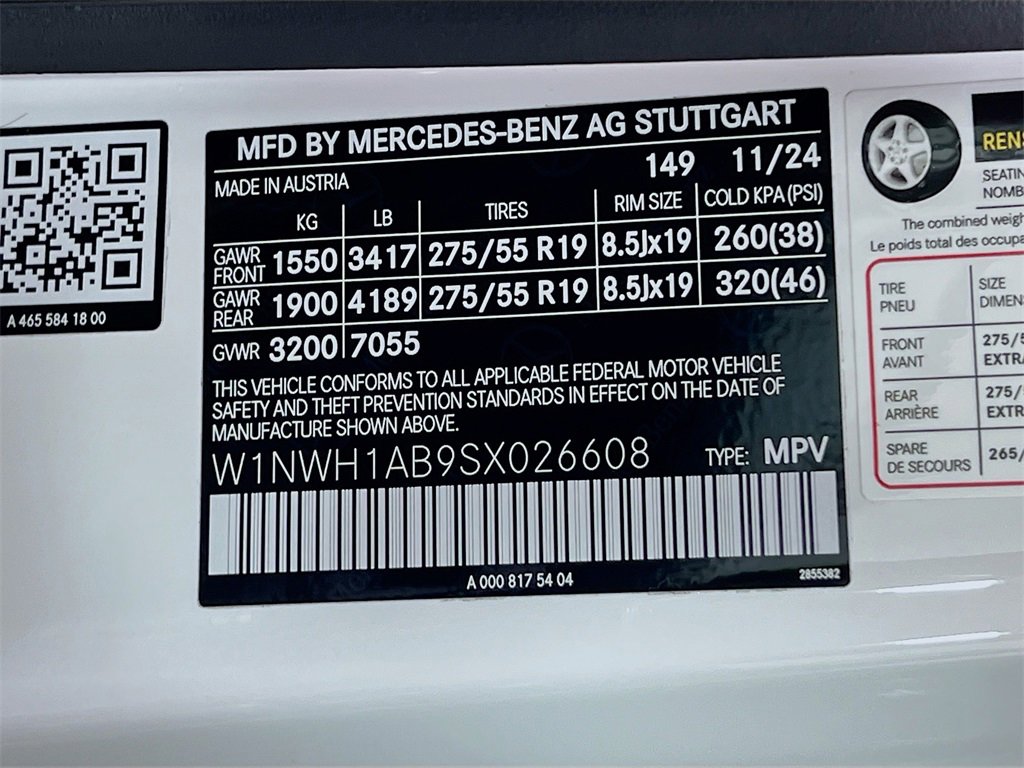 A 465 584 18 00
MFD BY MERCEDES-BENZ AG STUTTGART
MADE IN AUSTRIA 149 11/24
KG LB TIRES RIM SIZE COLD KPA(PSI)
GAWR FRONT 1550 3417 275/55 R19 8.5Jx19 260(38)
GAWR REAR 1900 4189 275/55 R19 8.5Jx19 320(46)
GVWR 3200 7055
THIS VEHICLE CONFORMS TO ALL APPLICABLE FEDERAL MOTOR VEHICLE
SAFETY AND THEFT PREVENTION STANDARDS IN EFFECT ON THE DATE OF
MANUFACTURE SHOWN ABOVE.
W1NWH1AB9SX026608 TYPE: MPV
A 000 817 54 04 2855382
The combined
Le poids total des
TIRE SIZE
PNEU
FRONT
AVANT
REAR
ARRIÈRE
SPARE
DE SECOURS